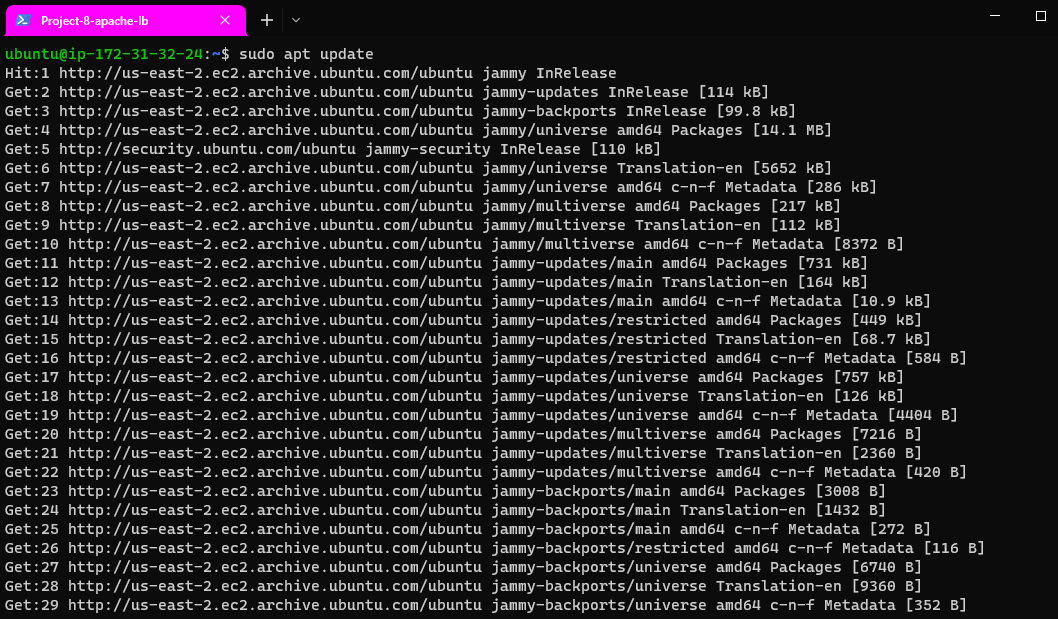 Project-8-apache-lb
ubuntu@ip-172-31-32-24:~$ sudo apt update
Hit:1 http://us-east-2.ec2.archive.ubuntu.com/ubuntu jammy InRelease
Get:2 http://us-east-2.ec2.archive.ubuntu.com/ubuntu jammy-updates InRelease [114 kB]
Get:3 http://us-east-2.ec2.archive.ubuntu.com/ubuntu jammy-backports InRelease [99.8 kB]
Get:4 http://us-east-2.ec2.archive.ubuntu.com/ubuntu jammy/universe amd64 Packages [14.1 MB]
Get:5 http://security.ubuntu.com/ubuntu jammy-security InRelease [110 kB]
Get:6 http://us-east-2.ec2.archive.ubuntu.com/ubuntu jammy/universe Translation-en [5652 kB]
Get:7 http://us-east-2.ec2.archive.ubuntu.com/ubuntu jammy/universe amd64 c-n-f Metadata [286 kB]
Get:8 http://us-east-2.ec2.archive.ubuntu.com/ubuntu jammy/multiverse amd64 Packages [217 kB]
Get:9 http://us-east-2.ec2.archive.ubuntu.com/ubuntu jammy/multiverse Translation-en [112 kB]
Get:10 http://us-east-2.ec2.archive.ubuntu.com/ubuntu jammy/multiverse amd64 c-n-f Metadata [8372 B]
Get:11 http://us-east-2.ec2.archive.ubuntu.com/ubuntu jammy-updates/main amd64 Packages [731 kB]
Get:12 http://us-east-2.ec2.archive.ubuntu.com/ubuntu jammy-updates/main Translation-en [164 kB]
Get:13 http://us-east-2.ec2.archive.ubuntu.com/ubuntu jammy-updates/main amd64 c-n-f Metadata [10.9 kB]
Get:14 http://us-east-2.ec2.archive.ubuntu.com/ubuntu jammy-updates/restricted amd64 Packages [449 kB]
Get:15 http://us-east-2.ec2.archive.ubuntu.com/ubuntu jammy-updates/restricted Translation-en [68.7 kB]
Get:16 http://us-east-2.ec2.archive.ubuntu.com/ubuntu jammy-updates/restricted amd64 c-n-f Metadata [584 B]
Get:17 http://us-east-2.ec2.archive.ubuntu.com/ubuntu jammy-updates/universe amd64 Packages [757 kB]
Get:18 http://us-east-2.ec2.archive.ubuntu.com/ubuntu jammy-updates/universe Translation-en [126 kB]
Get:19 http://us-east-2.ec2.archive.ubuntu.com/ubuntu jammy-updates/universe amd64 c-n-f Metadata [4404 B]
Get:20 http://us-east-2.ec2.archive.ubuntu.com/ubuntu jammy-updates/multiverse amd64 Packages [7216 B]
Get:21 http://us-east-2.ec2.archive.ubuntu.com/ubuntu jammy-updates/multiverse Translation-en [2360 B]
Get:22 http://us-east-2.ec2.archive.ubuntu.com/ubuntu jammy-updates/multiverse amd64 c-n-f Metadata [420 B]
Get:23 http://us-east-2.ec2.archive.ubuntu.com/ubuntu jammy-backports/main amd64 Packages [3008 B]
Get:24 http://us-east-2.ec2.archive.ubuntu.com/ubuntu jammy-backports/main Translation-en [1432 B]
Get:25 http://us-east-2.ec2.archive.ubuntu.com/ubuntu jammy-backports/main amd64 c-n-f Metadata [272 B]
Get:26 http://us-east-2.ec2.archive.ubuntu.com/ubuntu jammy-backports/restricted amd64 c-n-f Metadata [116 B]
Get:27 http://us-east-2.ec2.archive.ubuntu.com/ubuntu jammy-backports/universe amd64 Packages [6740 B]
Get:28 http://us-east-2.ec2.archive.ubuntu.com/ubuntu jammy-backports/universe Translation-en [9360 B]
Get:29 http://us-east-2.ec2.archive.ubuntu.com/ubuntu jammy-backports/universe amd64 c-n-f Metadata [352 B]